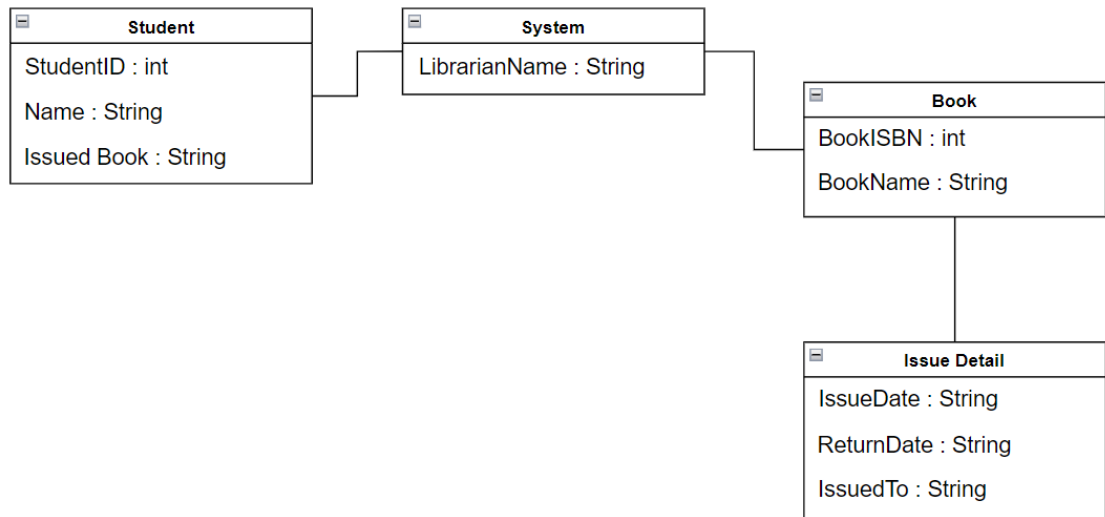 Student
StudentID : int
Name : String
Issued Book : String
System
LibrarianName : String
Book
BookISBN : int
BookName : String
Issue Detail
IssueDate : String
ReturnDate : String
IssuedTo : String